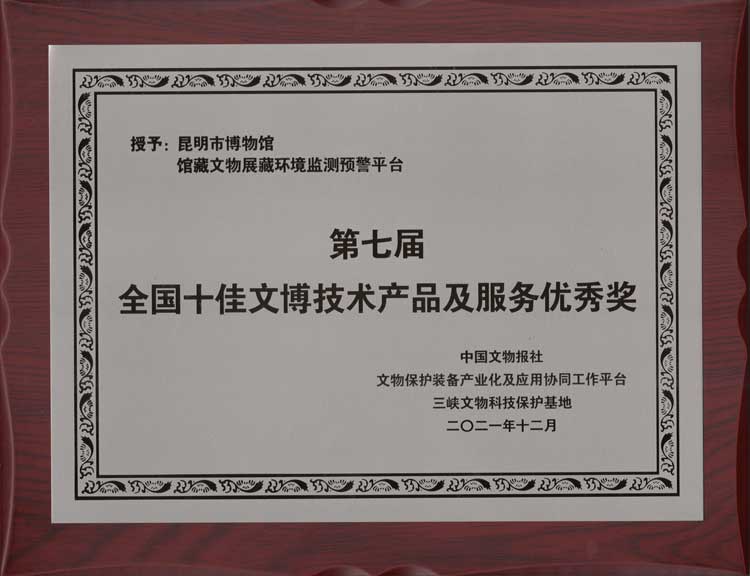 授予：昆明市博物馆
馆藏文物展藏环境监测预警平台
第七届
全国十佳文博技术产品及服务优秀奖
中国文物报社
文物保护装备产业化及应用协同工作平台
三峡文物科技保护基地
二〇二一年十二月